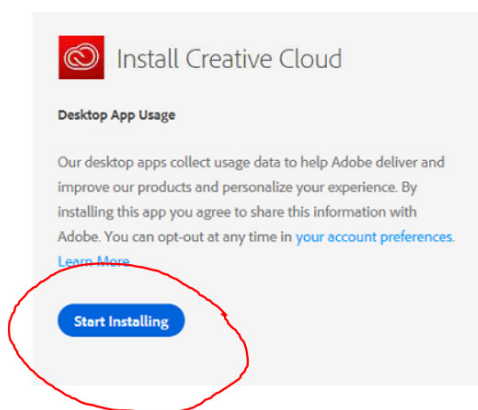 Install Creative Cloud
Desktop App Usage
Our desktop apps collect usage data to help Adobe deliver and
improve our products and personalize your experience. By
installing this app you agree to share this information with
Adobe. You can opt-out at any time in your account preferences.
Learn More
Start Installing